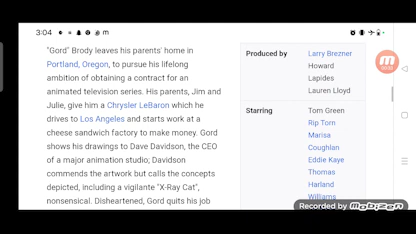 3:04
"Gord" Brody leaves his parents' home in
Portland, Oregon, to pursue his lifelong
ambition of obtaining a contract for an
animated television series. His parents, Jim and
Julie, give him a Chrysler LeBaron which he
drives to Los Angeles and starts work at a
cheese sandwich factory to make money. Gord
shows his drawings to Dave Davidson, the CEO
of a major animation studio; Davidson
commends the artwork but calls the concepts
depicted, including a vigilante "X-Ray Cat",
nonsensical. Disheartened, Gord quits his job
Produced by
Larry Brezner
Howard
Lapides
Lauren Lloyd
Starring
Tom Green
Rip Torn
Marisa
Coughlan
Eddie Kaye
Thomas
Harland
Williams
Recorded by mobizen